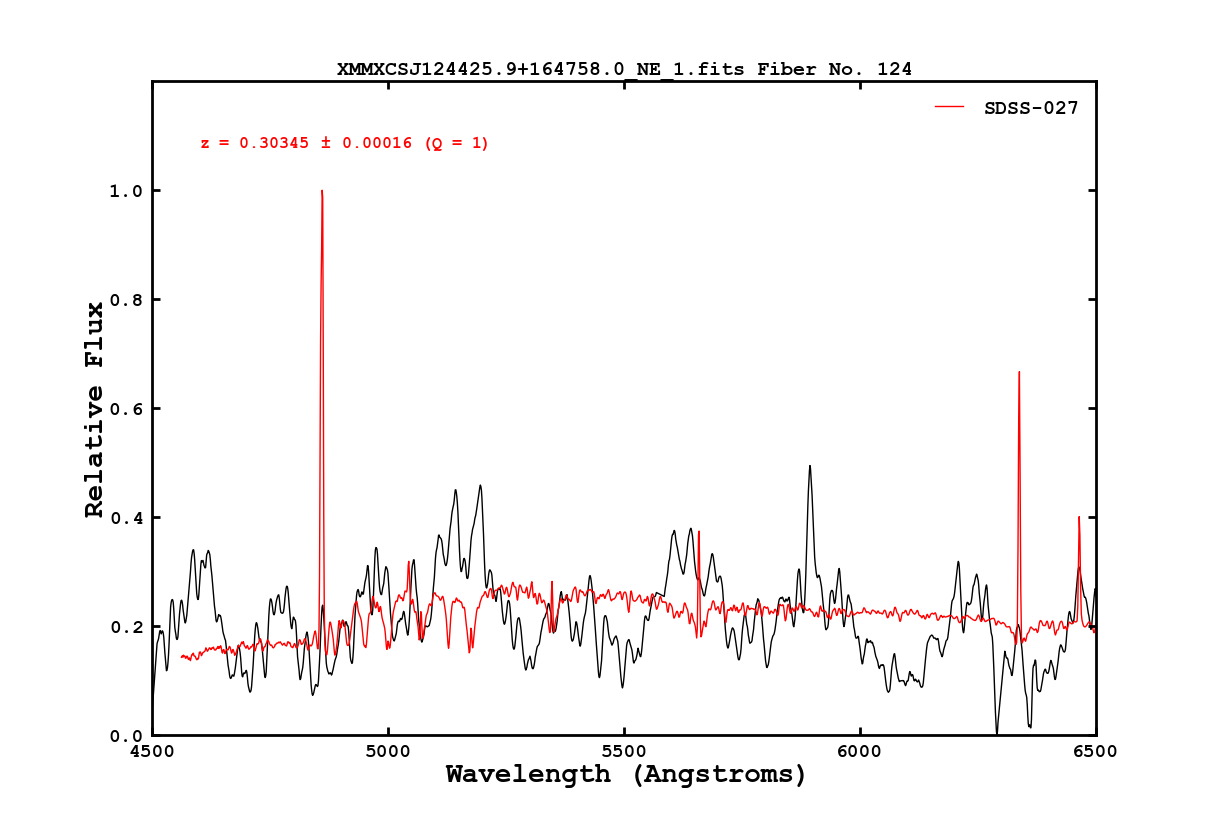 XMMXCSJ124425.9+164758.0_NE_1.fits Fiber No. 124
SDSS-027
z = 0.30345 ± 0.00016 (Q = 1)
1.0
0.8
0.6
0.4
0.2
0.0
Relative Flux
4500 5000 5500 6000 6500
Wavelength (Angstroms)